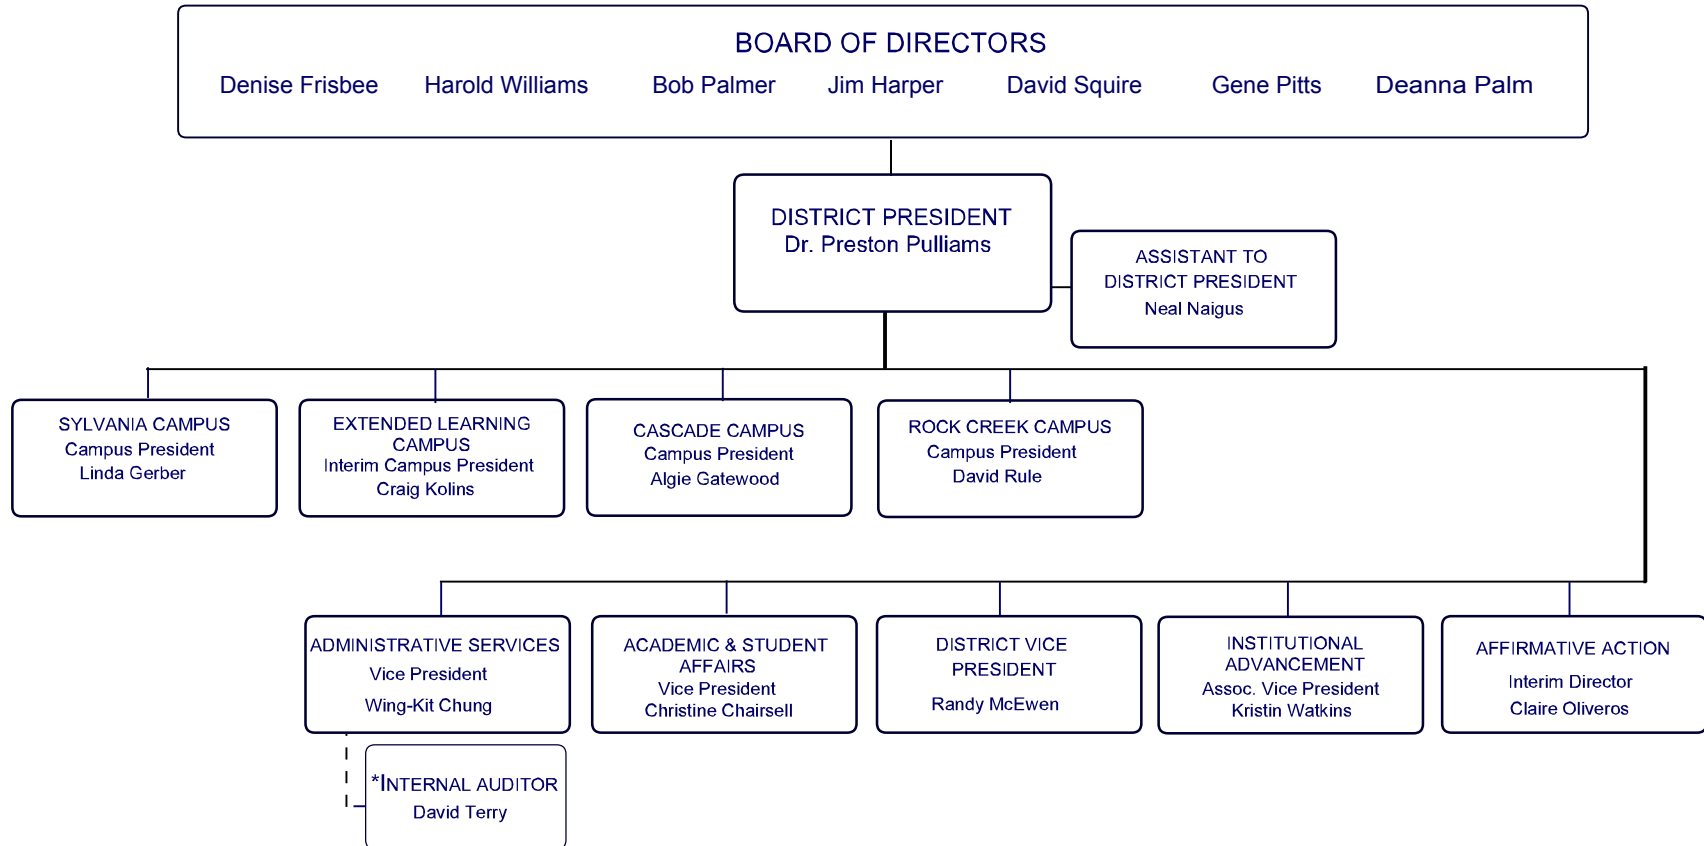 BOARD OF DIRECTORS
Denise Frisbee Harold Williams Bob Palmer Jim Harper David Squire Gene Pitts Deanna Palm
DISTRICT PRESIDENT
Dr. Preston Pulliams
ASSISTANT TO
DISTRICT PRESIDENT
Neal Naigus
SYLVANIA CAMPUS
Campus President
Linda Gerber
EXTENDED LEARNING
CAMPUS
Interim Campus President
Craig Kolins
CASCADE CAMPUS
Campus President
Algie Gatewood
ROCK CREEK CAMPUS
Campus President
David Rule
ADMINISTRATIVE SERVICES
Vice President
Wing-Kit Chung
ACADEMIC & STUDENT
AFFAIRS
Vice President
Christine Chairsell
DISTRICT VICE
PRESIDENT
Randy McEwen
INSTITUTIONAL
ADVANCEMENT
Assoc. Vice President
Kristin Watkins
AFFIRMATIVE ACTION
Interim Director
Claire Oliveros
*INTERNAL AUDITOR
David Terry